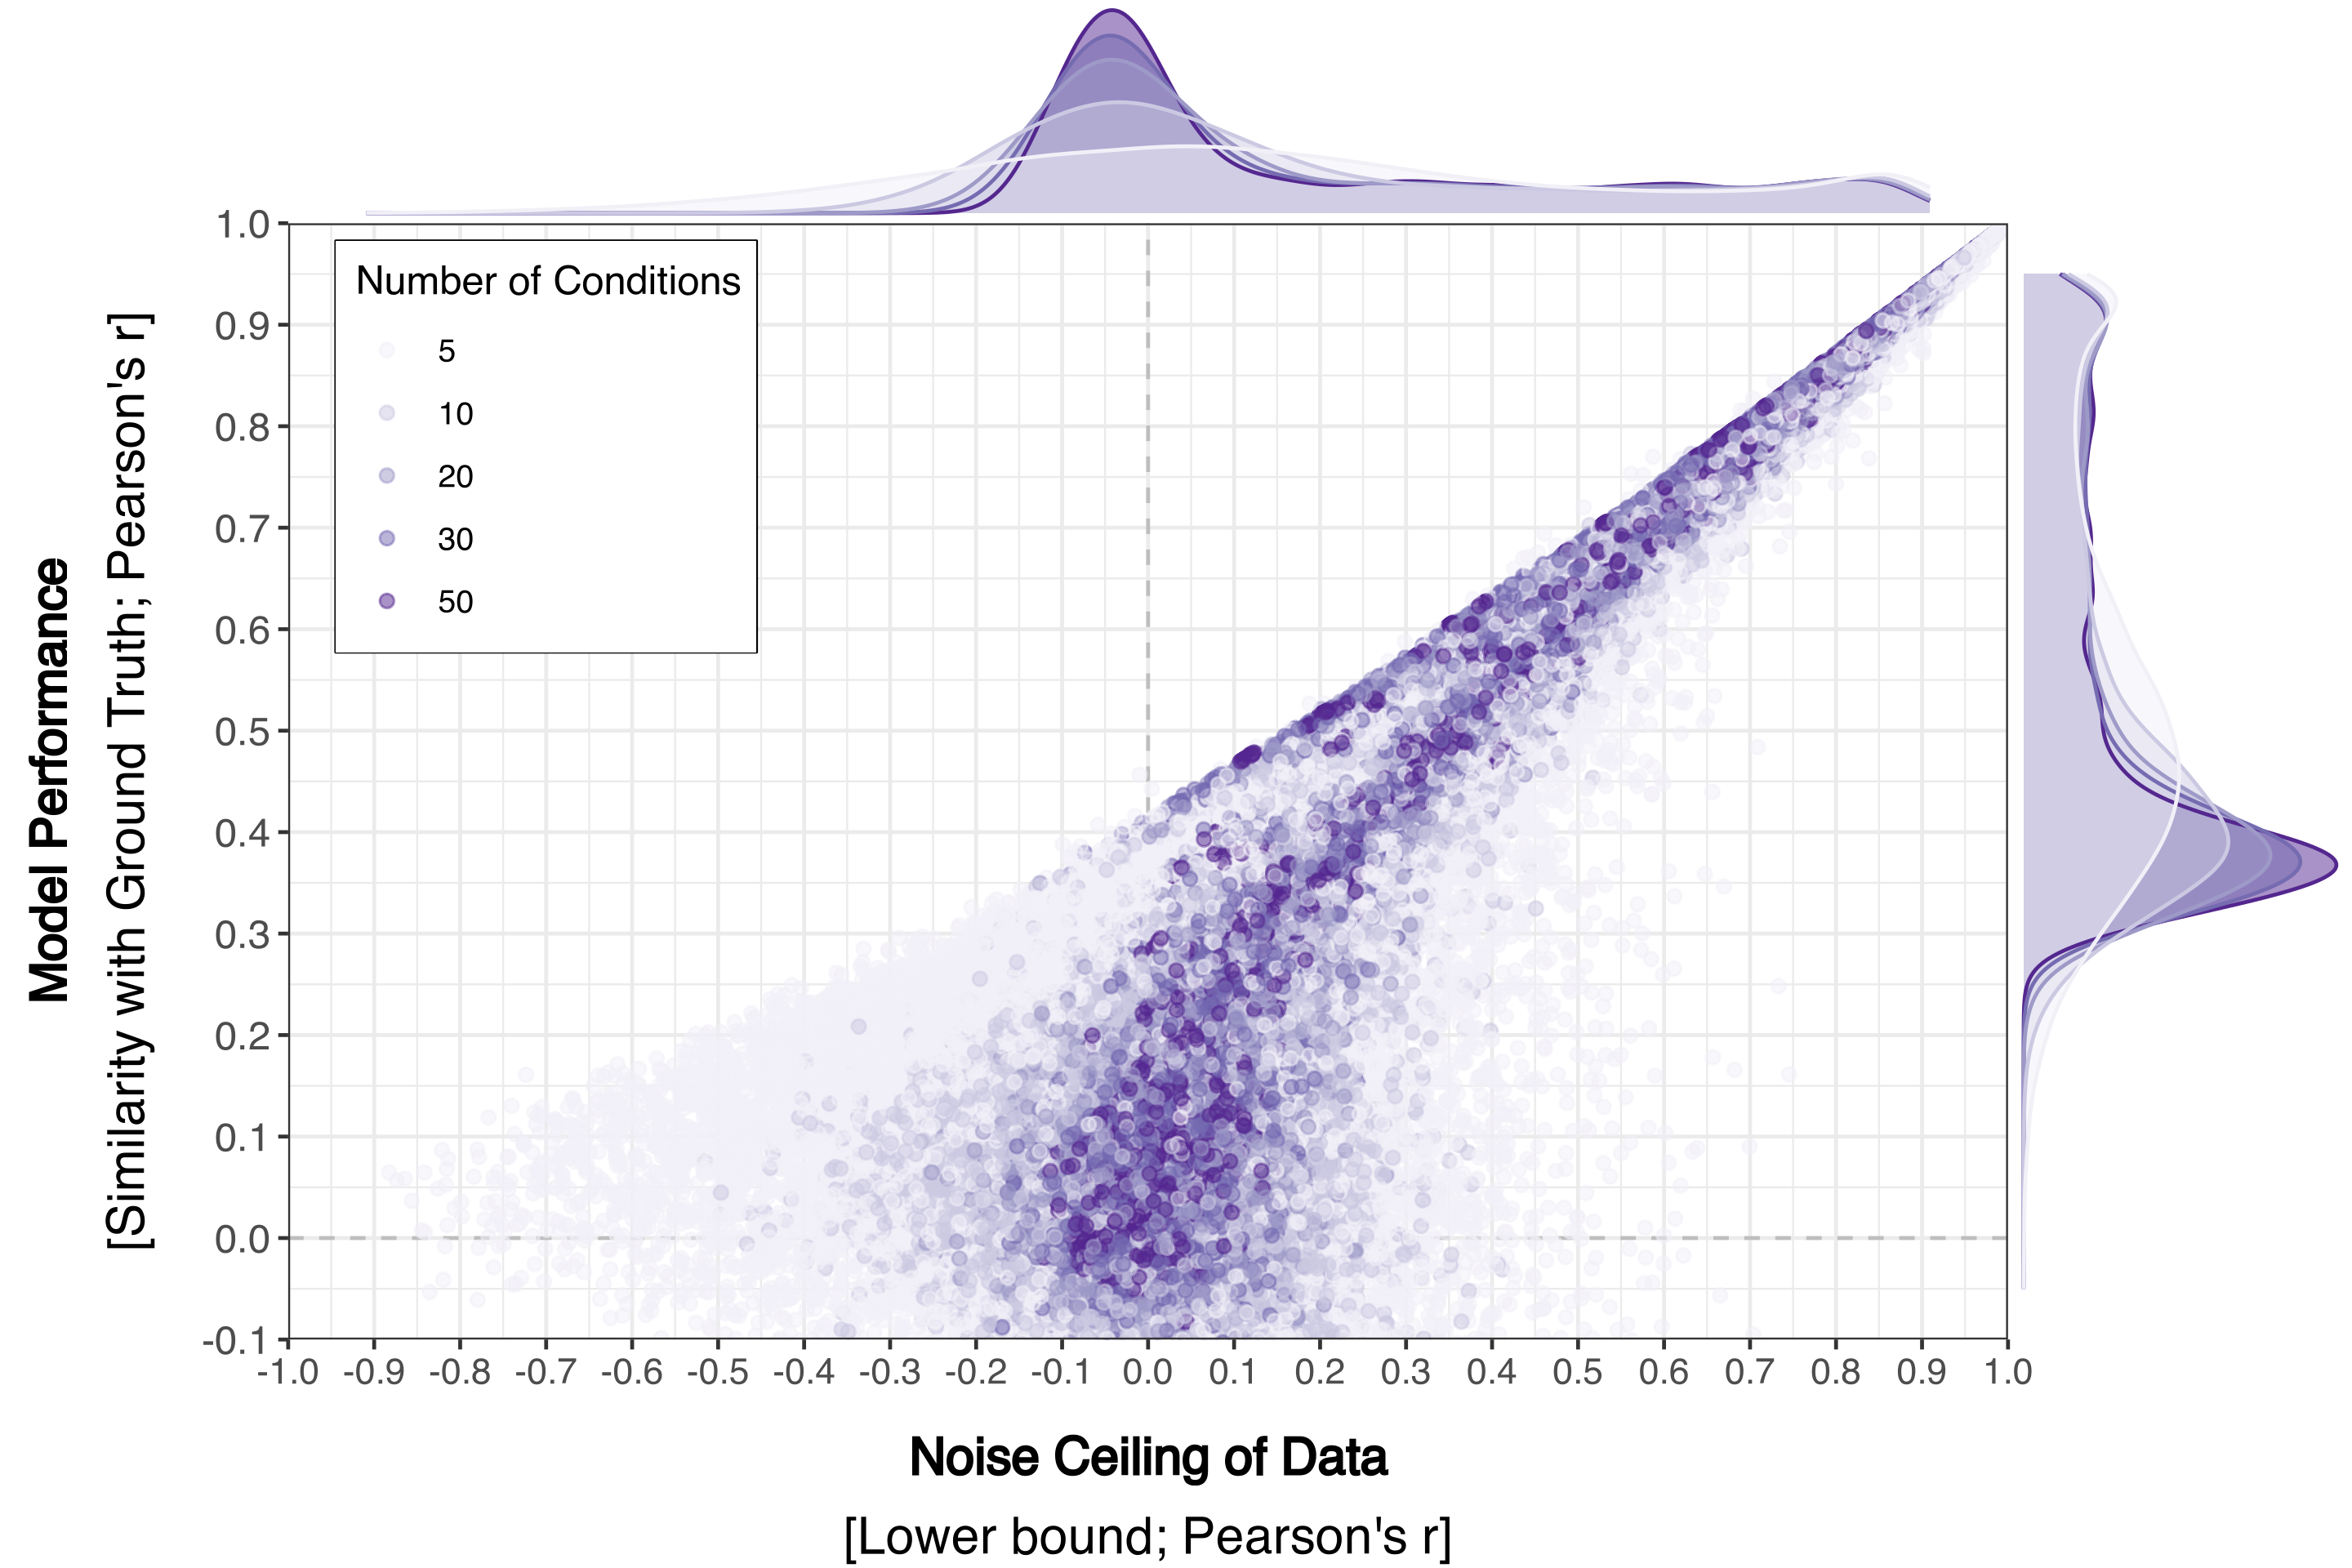 Number of Conditions
5
10
20
30
50
Model Performance
[Similarity with Ground Truth; Pearson's r]
1.0
0.9
0.8
0.7
0.6
0.5
0.4
0.3
0.2
0.1
0.0
-0.1
-1.0 -0.9 -0.8 -0.7 -0.6 -0.5 -0.4 -0.3 -0.2 -0.1 0.0 0.1 0.2 0.3 0.4 0.5 0.6 0.7 0.8 0.9 1.0
Noise Ceiling of Data
[Lower bound; Pearson's r]